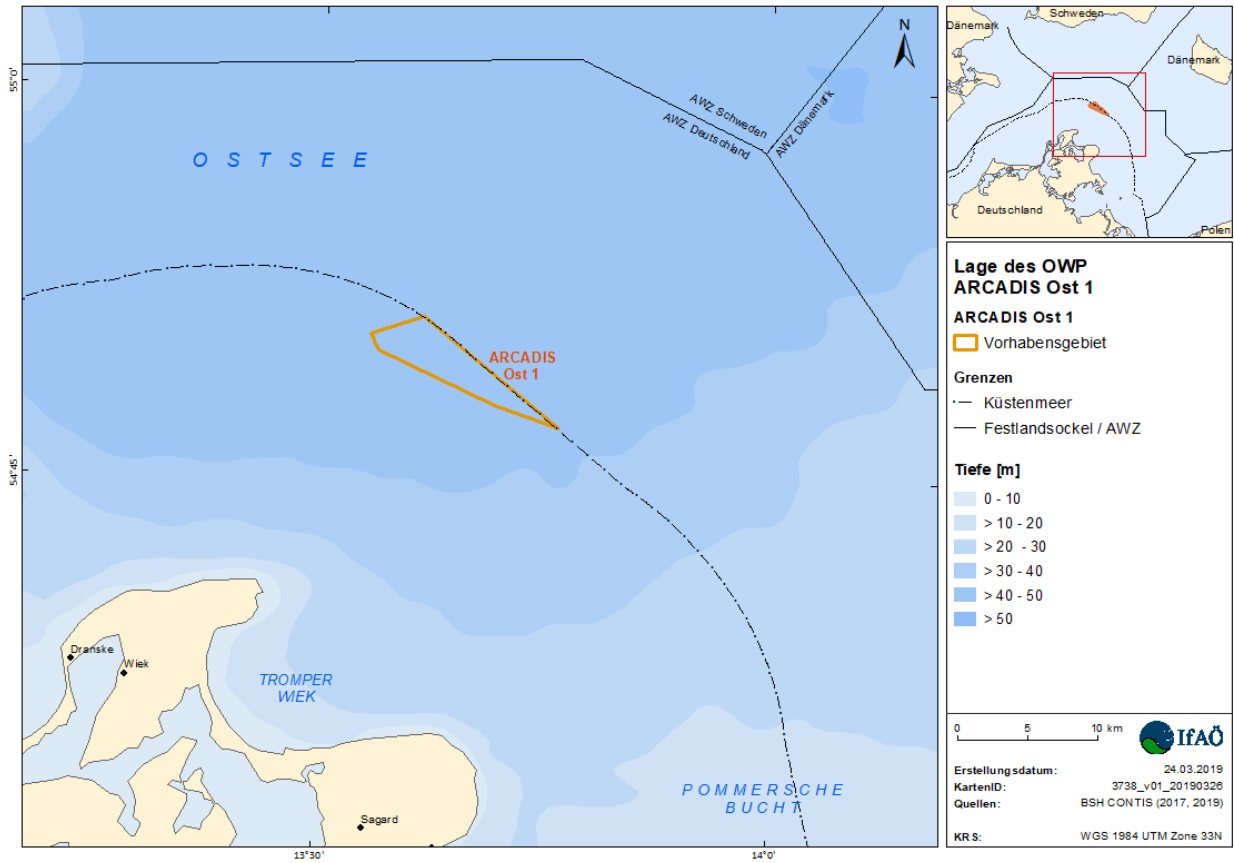 N
55°0'
AWZ Schweden
AWZ Deutschland
AWZ Dänemark
O S T S E E
ARCADIS
Ost 1
54°45'
Dranske
Wiek
TROMPER
WIEK
POMMERSCHE
BUCHT
Sagard
13°30'
14°0'
Schweden
Dänemark
Dänemark
Deutschland
Polen
Lage des OWP
ARCADIS Ost 1
ARCADIS Ost 1
Vorhabensgebiet
Grenzen
Küstenmeer
Festlandsockel / AWZ
Tiefe [m]
0 - 10
> 10 - 20
> 20 - 30
> 30 - 40
> 40 - 50
> 50
0 5 10 km
IfAÖ
Erstellungsdatum: 24.03.2019
KartenID: 3738_v01_20190326
Quellen: BSH CONTIS (2017, 2019)
KRS: WGS 1984 UTM Zone 33N